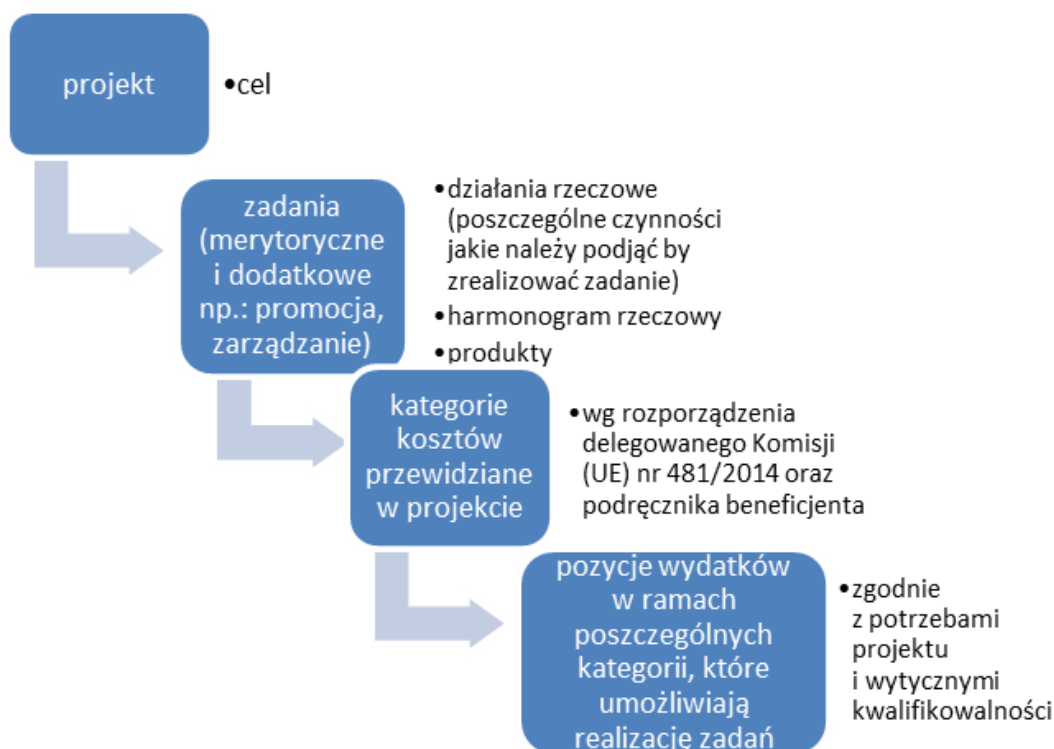 projekt
•cel
zadania
(merytoryczne
i dodatkowe
np.: promocja,
zarządzanie)
•działania rzeczowe
(poszczególne czynności
jakie należy podjąć by
zrealizować zadanie)
•harmonogram rzeczowy
•produkty
kategorie
kosztów
przewidziane
w projekcie
•wg rozporządzenia
delegowanego Komisji
(UE) nr 481/2014 oraz
podręcznika beneficjenta
pozycje wydatków
w ramach
poszczególnych
kategorii, które
umożliwiają
realizację zadań
•zgodnie
z potrzebami
projektu
i wytycznymi
kwalifikowalności